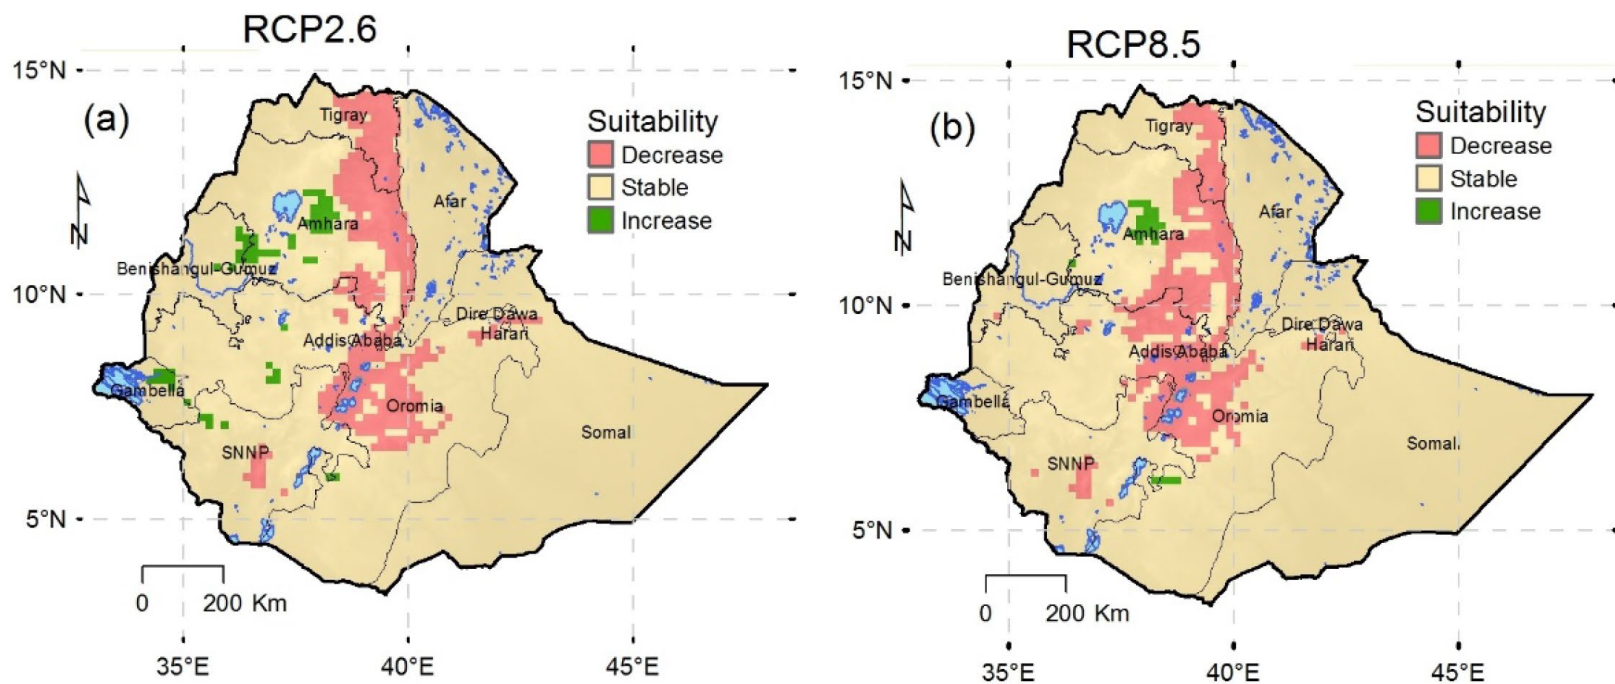 RCP2.6
15°N
(a)
Suitability
Decrease
Stable
Increase
Tigray
Afar
Amhara
N
Benishangul-Gumuz
10°N
Dire Dawa
Harari
Addis Ababa
Gambella
Oromia
SNNP
Somal
5°N
0 200 Km
35°E 40°E 45°E
RCP8.5
15°N
(b)
Suitability
Decrease
Stable
Increase
Tigray
Afar
Amhara
N
Benishangul-Gumuz
10°N
Dire Dawa
Harari
Addis Ababa
Gambella
Oromia
SNNP
Somal
5°N
0 200 Km
35°E 40°E 45°E